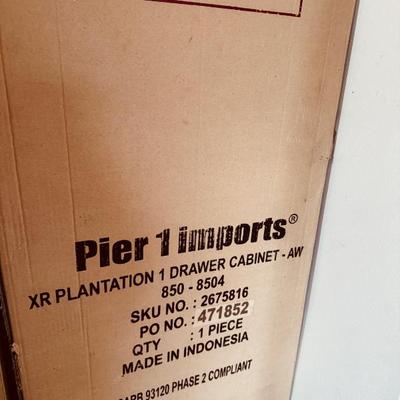 Pier 1 imports®
XR PLANTATION 1 DRAWER CABINET - AW
850 - 8504
SKU NO. : 2675816
PO NO. : 471852
QTY : 1 PIECE
MADE IN INDONESIA
CARB 93120 PHASE 2 COMPLIANT